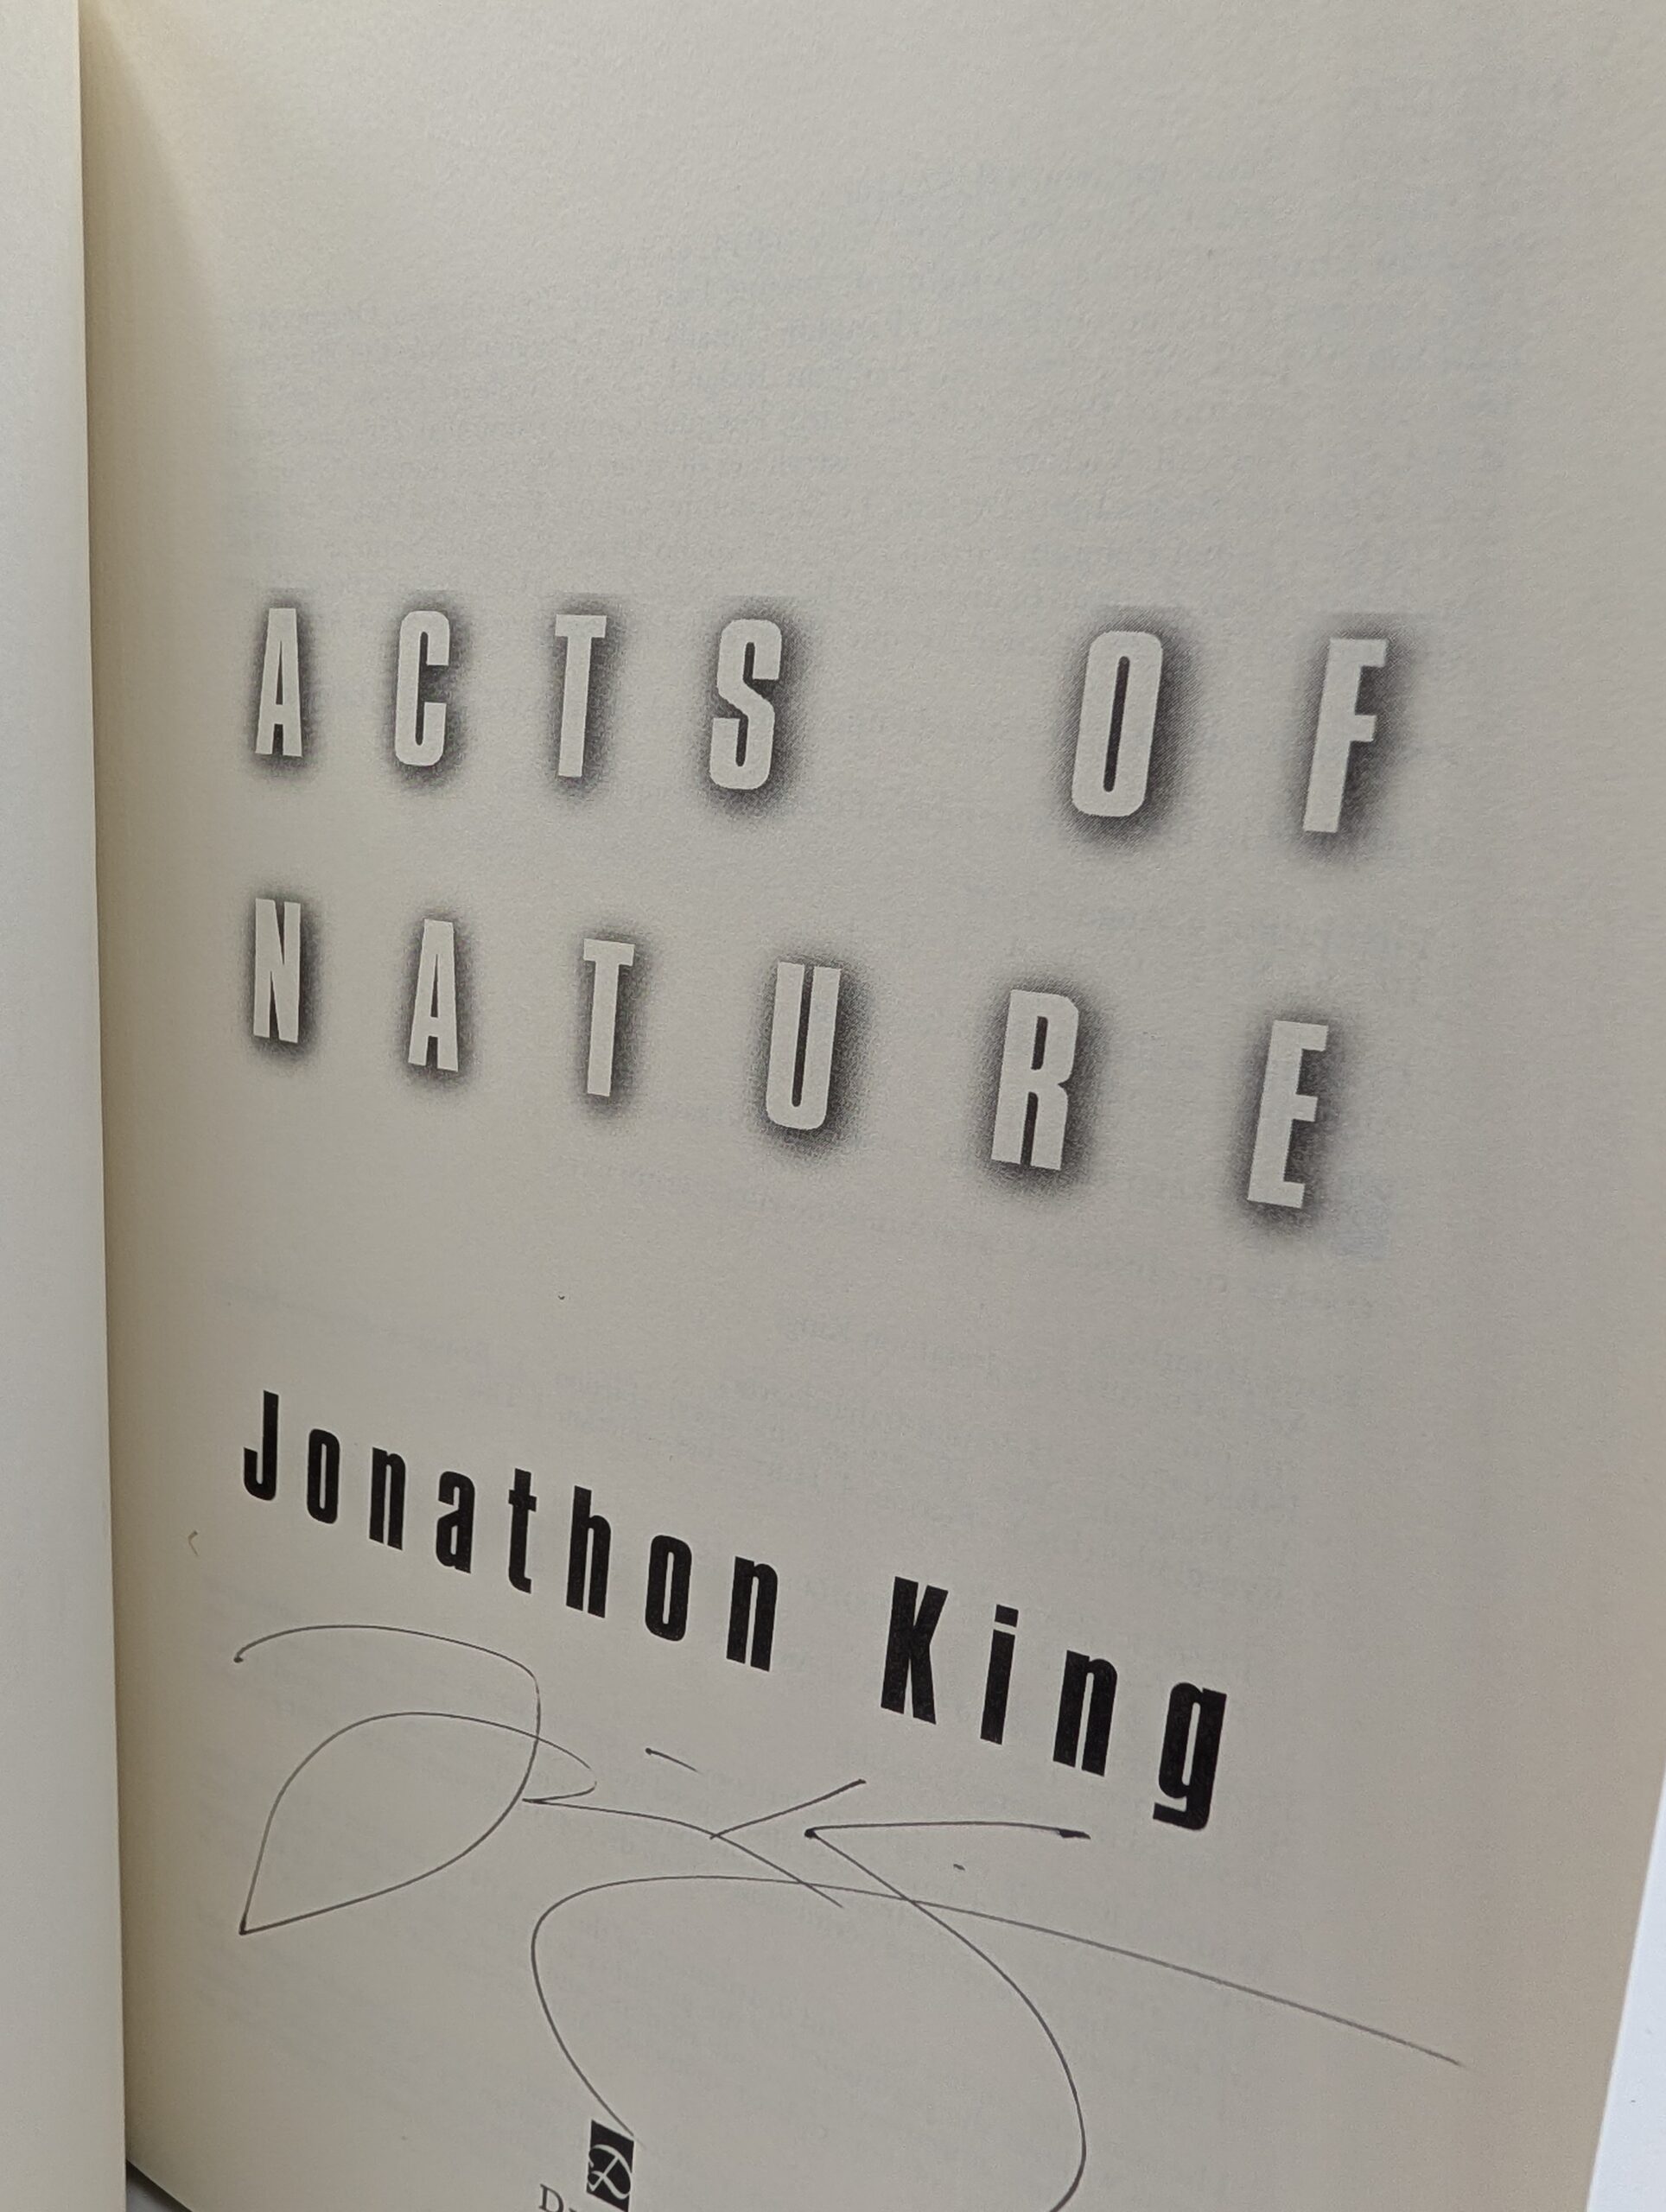 ACTS OF
NATURE
Jonathon King
D